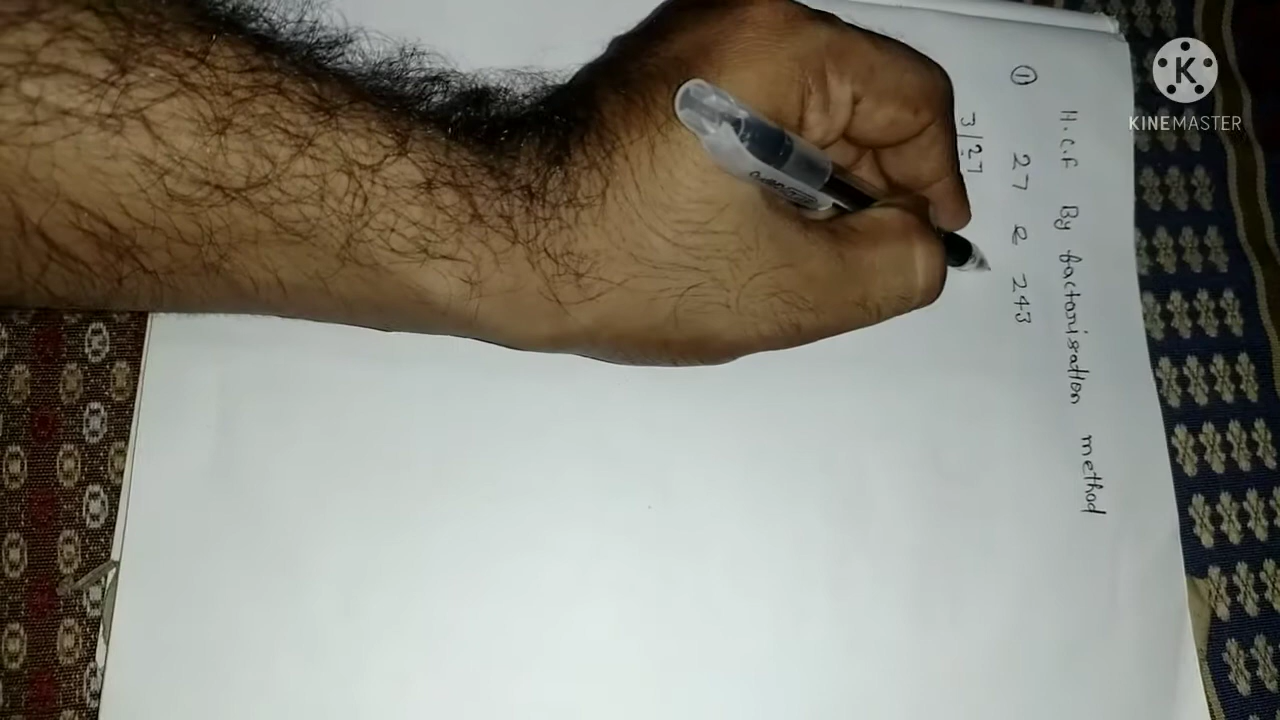 H.C.F By factorisation method
① 27 & 243
3|27
K
KINEMASTER